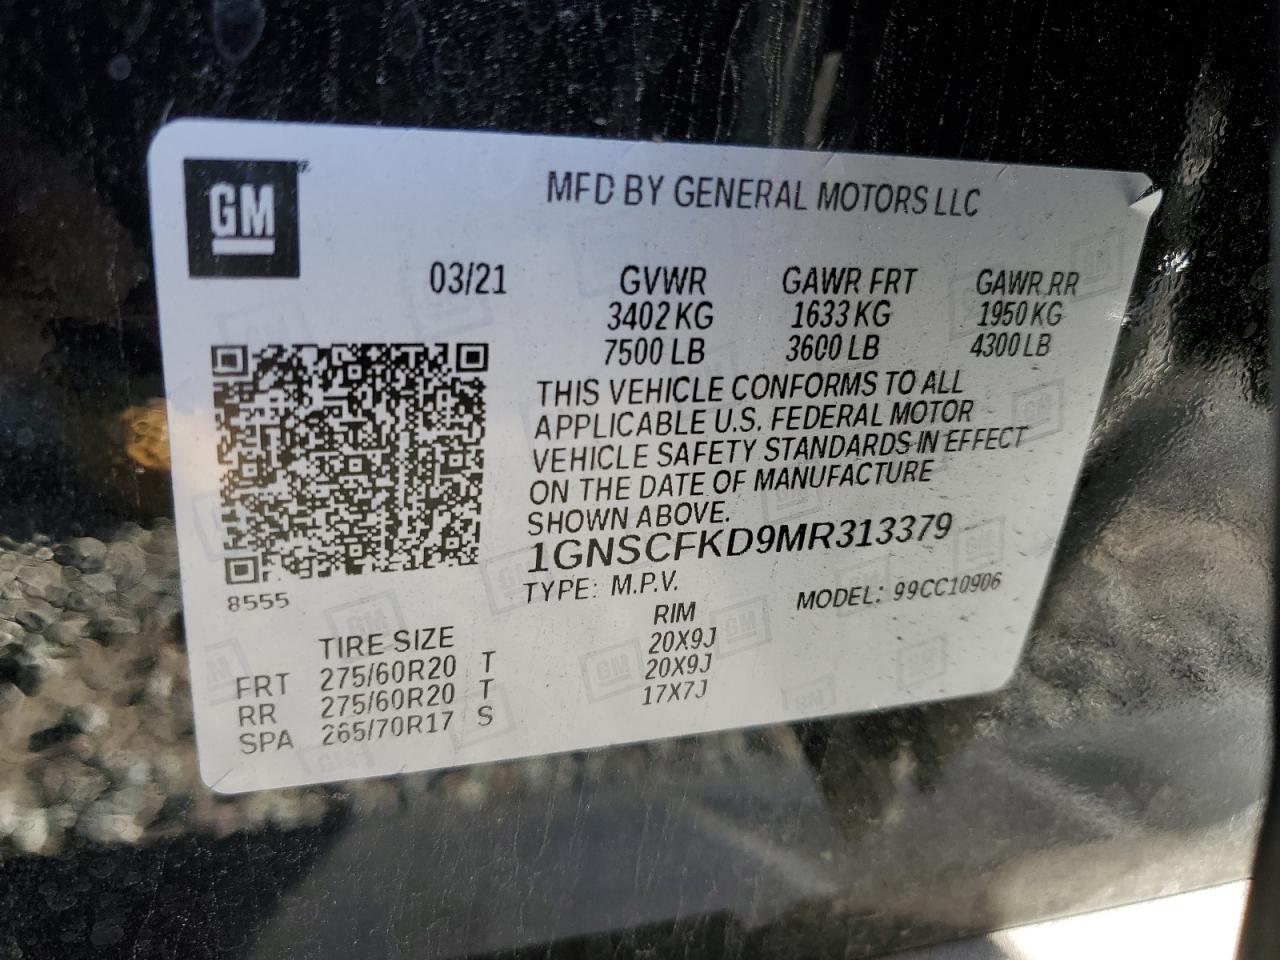 GM
MFD BY GENERAL MOTORS LLC
03/21 GVWR GAWR FRT GAWR RR
3402 KG 1633 KG 1950 KG
7500 LB 3600 LB 4300 LB
THIS VEHICLE CONFORMS TO ALL
APPLICABLE U.S. FEDERAL MOTOR
VEHICLE SAFETY STANDARDS IN EFFECT
ON THE DATE OF MANUFACTURE
SHOWN ABOVE.
1GNSCFKD9MR313379
8555
TYPE: M.P.V. MODEL: 99CC10906
TIRE SIZE RIM
FRT 275/60R20 T 20X9J
RR 275/60R20 T 20X9J
SPA 265/70R17 S 17X7J